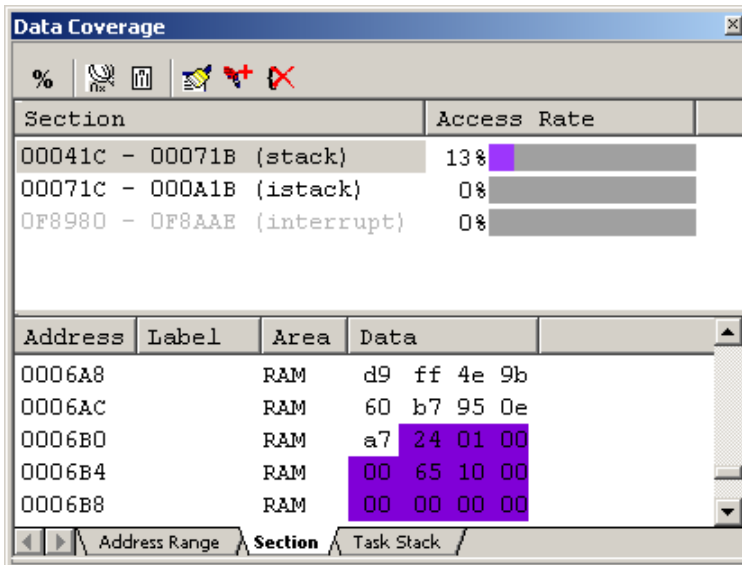 Data Coverage
%
Section Access Rate
00041C - 00071B (stack) 13%
00071C - 000A1B (istack) 0%
0F8980 - 0F8AAE (interrupt) 0%
Address Label Area Data
0006A8 RAM d9 ff 4e 9b
0006AC RAM 60 b7 95 0e
0006B0 RAM a7 24 01 00
0006B4 RAM 00 65 10 00
0006B8 RAM 00 00 00 00
Address Range Section Task Stack